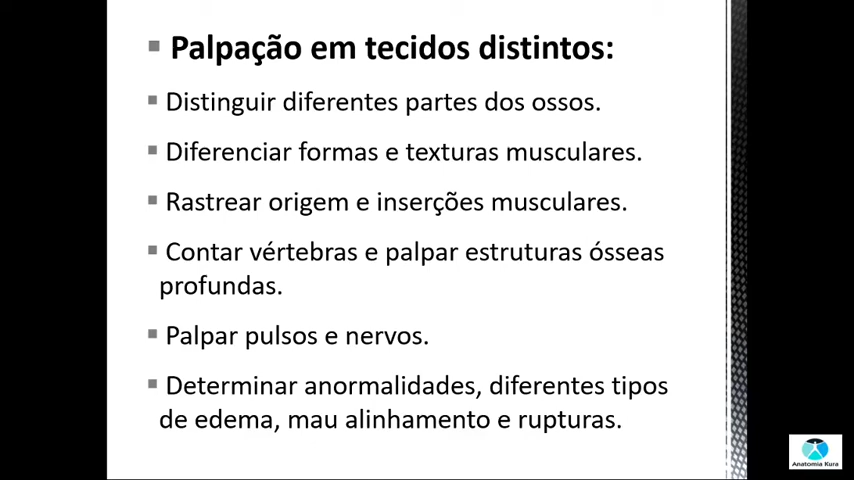 Palpação em tecidos distintos:
Distinguir diferentes partes dos ossos.
Diferenciar formas e texturas musculares.
Rastrear origem e inserções musculares.
Contar vértebras e palpar estruturas ósseas
profundas.
Palpar pulsos e nervos.
Determinar anormalidades, diferentes tipos
de edema, mau alinhamento e rupturas.
Anatomia Kura